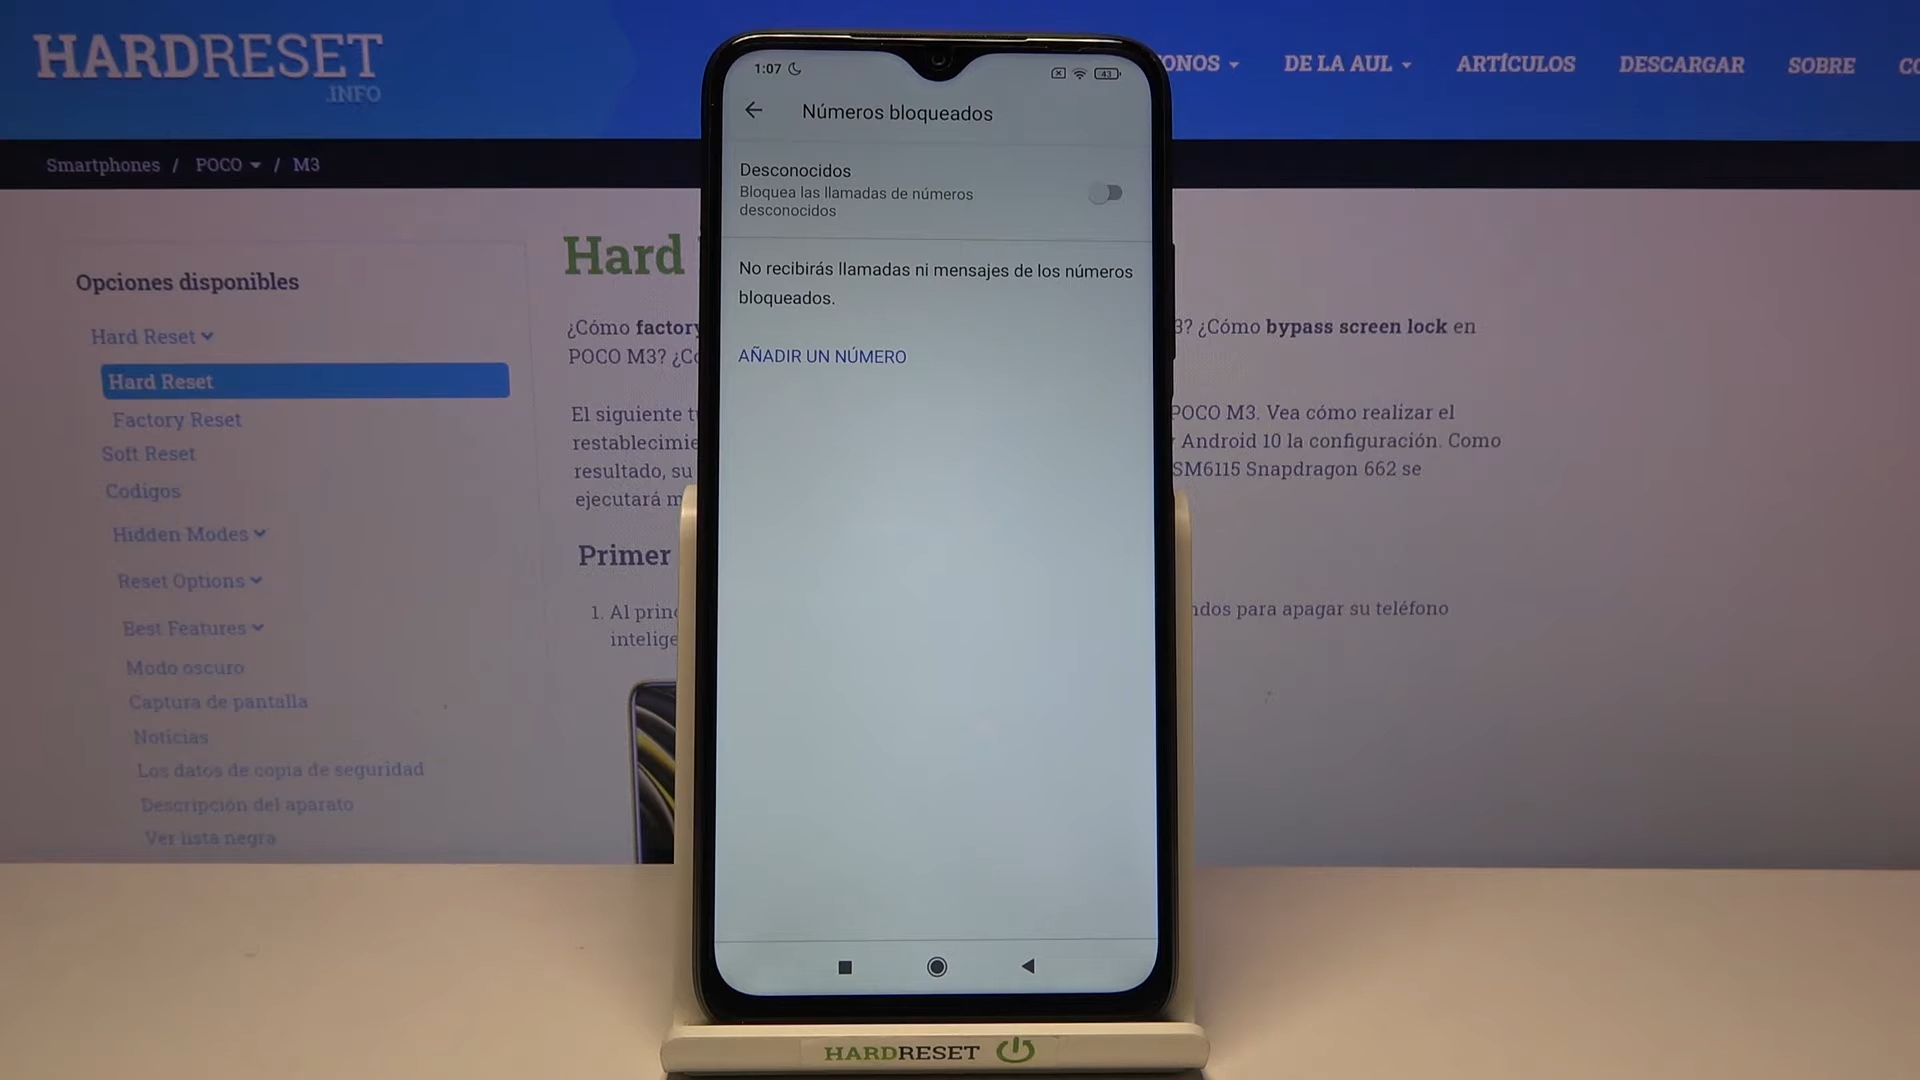 HARDRESET
.INFO
ONOS
DE LA AUL
ARTÍCULOS
DESCARGAR
SOBRE
Smartphones / POCO / M3
Opciones disponibles
Hard Reset
Hard Reset
Factory Reset
Soft Reset
Codigos
Hidden Modes
Reset Options
Best Features
Modo oscuro
Captura de pantalla
Noticias
Los datos de copia de seguridad
Descripción del aparato
Ver lista negra
Hard
¿Cómo factory
POCO M3?
El siguiente
restablecimie
resultado, su
ejecutará m
Primer
1. Al princ
intelige
3? ¿Cómo bypass screen lock en
POCO M3. Vea cómo realizar el
Android 10 la configuración. Como
SM6115 Snapdragon 662 se
ndos para apagar su teléfono
1:07
43
Números bloqueados
Desconocidos
Bloquea las llamadas de números
desconocidos
No recibirás llamadas ni mensajes de los números
bloqueados.
AÑADIR UN NÚMERO
HARDRESET